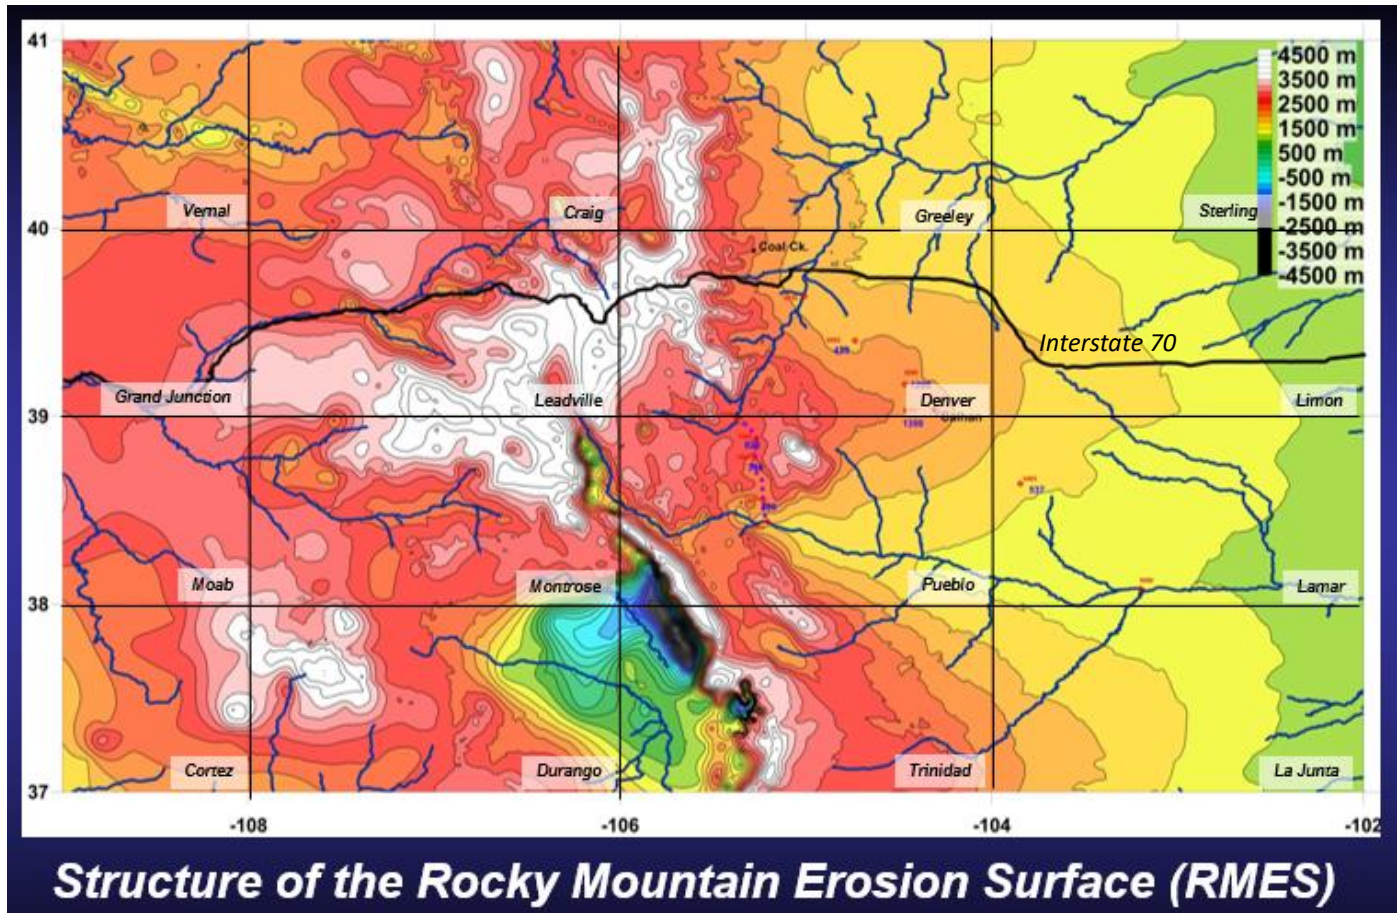 41
4500 m
3500 m
2500 m
1500 m
500 m
-500 m
-1500 m
-2500 m
-3500 m
-4500 m
Vernal
Craig
Greeley
Sterling
40
Coal Ck.
Interstate 70
Grand Junction
Leadville
Denver
Limon
39
Moab
Montrose
Pueblo
Lamar
38
Cortez
Durango
Trinidad
La Junta
37
-108
-106
-104
-102
Structure of the Rocky Mountain Erosion Surface (RMES)